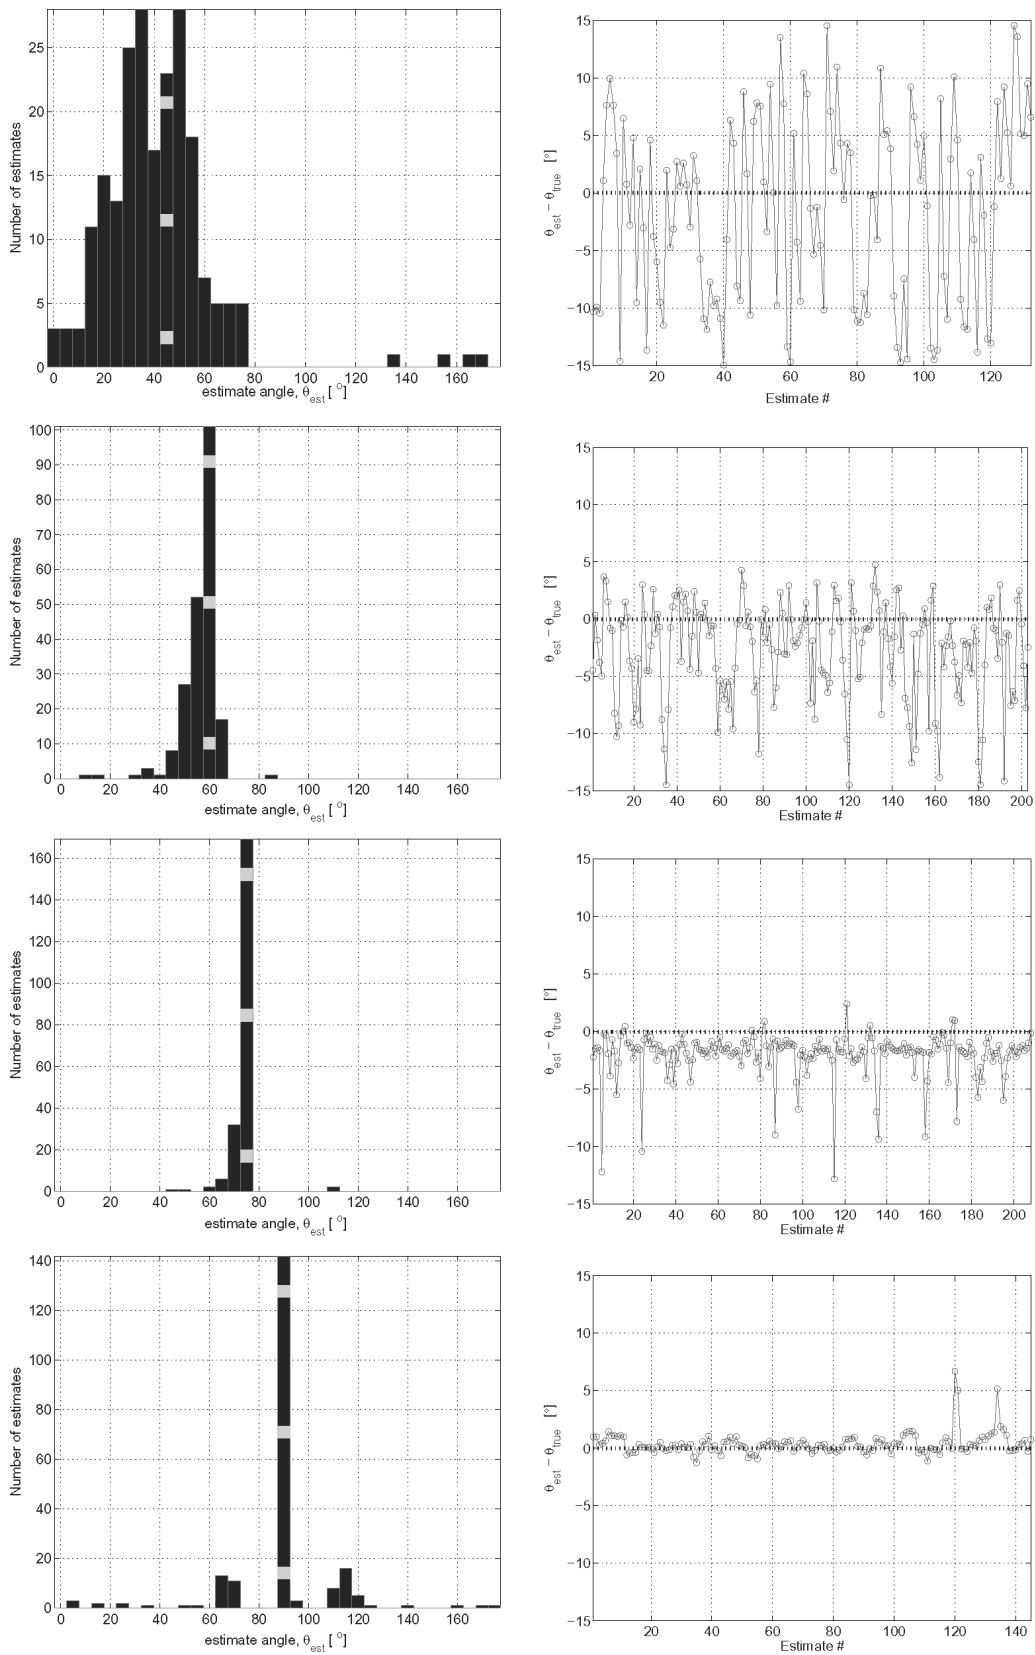 25
20
15
10
5
0
Number of estimates
0 20 40 60 80 100 120 140 160
estimate angle, θest [ °]
15
10
5
0
−5
−10
−15
θest − θtrue [°]
20 40 60 80 100 120
Estimate #
100
90
80
70
60
50
40
30
20
10
0
Number of estimates
0 20 40 60 80 100 120 140 160
estimate angle, θest [ °]
15
10
5
0
−5
−10
−15
θest − θtrue [°]
20 40 60 80 100 120 140 160 180 200
Estimate #
160
140
120
100
80
60
40
20
0
Number of estimates
0 20 40 60 80 100 120 140 160
estimate angle, θest [ °]
15
10
5
0
−5
−10
−15
θest − θtrue [°]
20 40 60 80 100 120 140 160 180 200
Estimate #
140
120
100
80
60
40
20
0
Number of estimates
0 20 40 60 80 100 120 140 160
estimate angle, θest [ °]
15
10
5
0
−5
−10
−15
θest − θtrue [°]
20 40 60 80 100 120 140
Estimate #